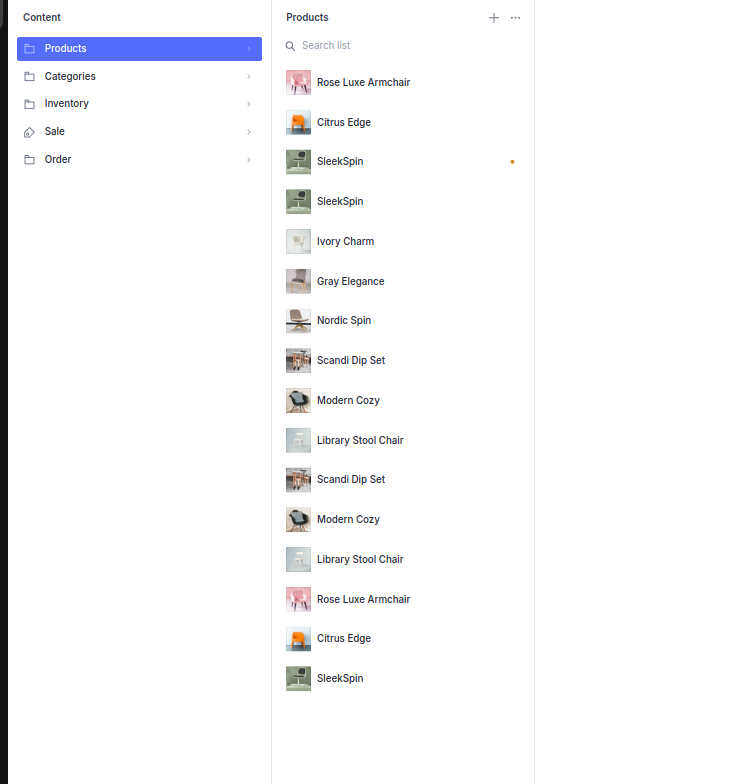 Content
Products
Categories
Inventory
Sale
Order
Products
Search list
Rose Luxe Armchair
Citrus Edge
SleekSpin
SleekSpin
Ivory Charm
Gray Elegance
Nordic Spin
Scandi Dip Set
Modern Cozy
Library Stool Chair
Scandi Dip Set
Modern Cozy
Library Stool Chair
Rose Luxe Armchair
Citrus Edge
SleekSpin